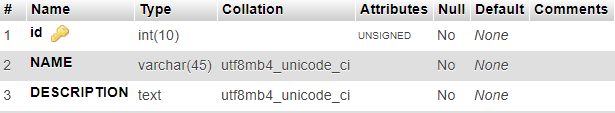 # Name Type Collation Attributes Null Default Comments
1 id int(10) UNSIGNED No None
2 NAME varchar(45) utf8mb4_unicode_ci No None
3 DESCRIPTION text utf8mb4_unicode_ci No None